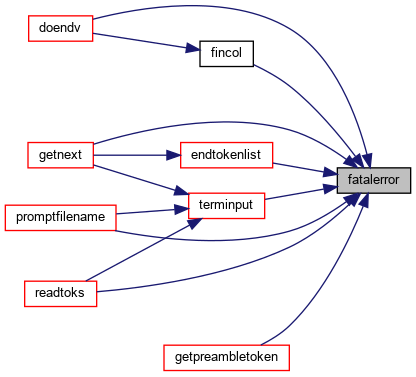 doendv
fincol
getnext
endtokenlist
fatalerror
terminput
promptfilename
readtoks
getpreambletoken